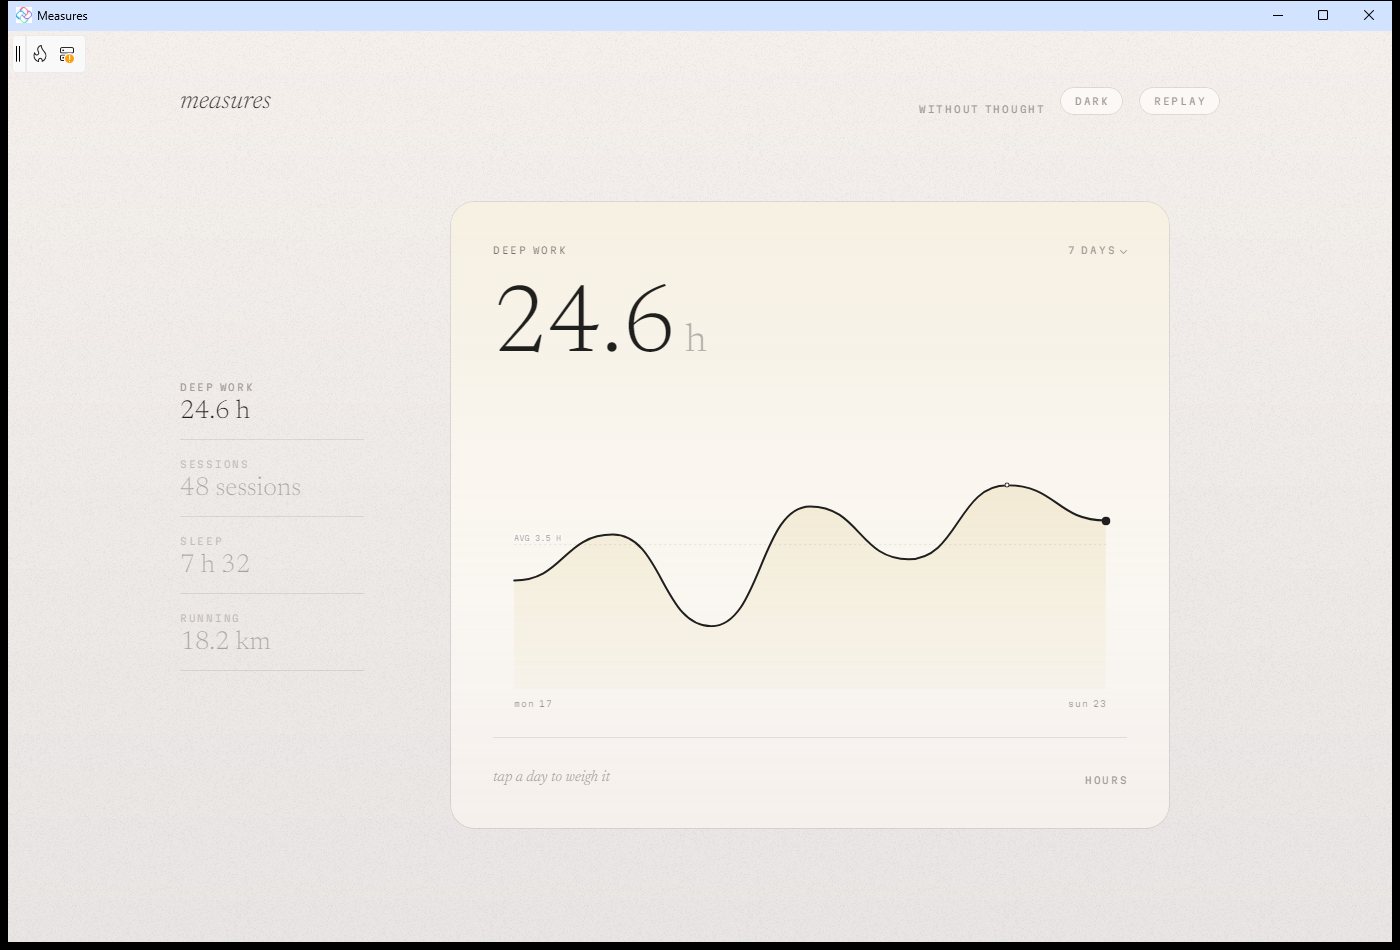 Measures
measures
WITHOUT THOUGHT
DARK
REPLAY
DEEP WORK
24.6 h
SESSIONS
48 sessions
SLEEP
7 h 32
RUNNING
18.2 km
DEEP WORK
7 DAYS
24.6 h
AVG 3.5 H
mon 17
sun 23
tap a day to weigh it
HOURS